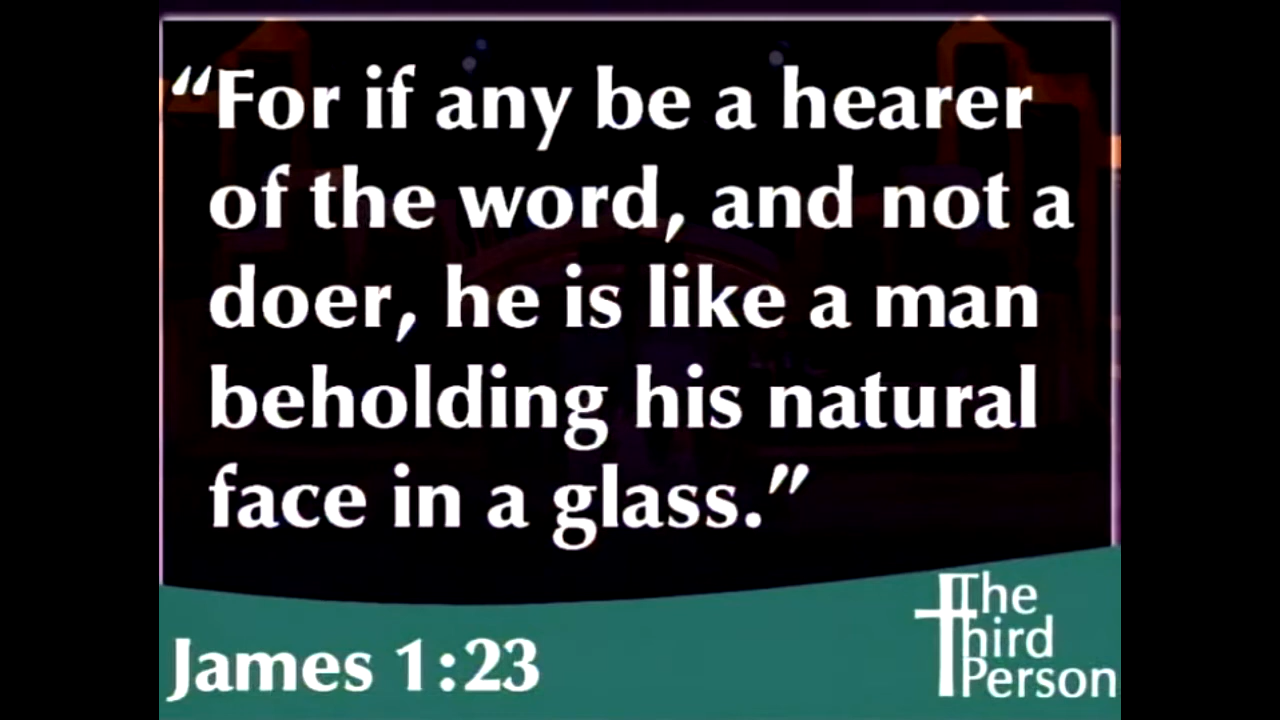 “For if any be a hearer
of the word, and not a
doer, he is like a man
beholding his natural
face in a glass.”
James 1:23
The
Third
Person